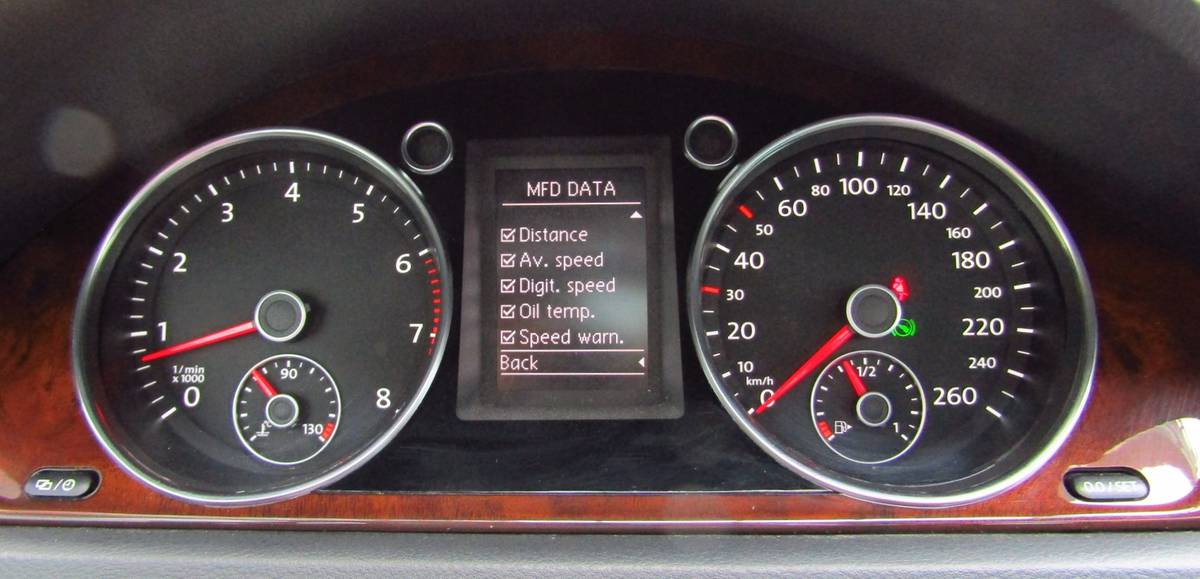 0
1
2
3
4
5
6
7
8
1/min
x 1000
90
130
MFD DATA
Distance
Av. speed
Digit. speed
Oil temp.
Speed warn.
Back
0
10
20
30
40
50
60
80
100
120
140
160
180
200
220
240
260
km/h
1/2
1
0.0/SET